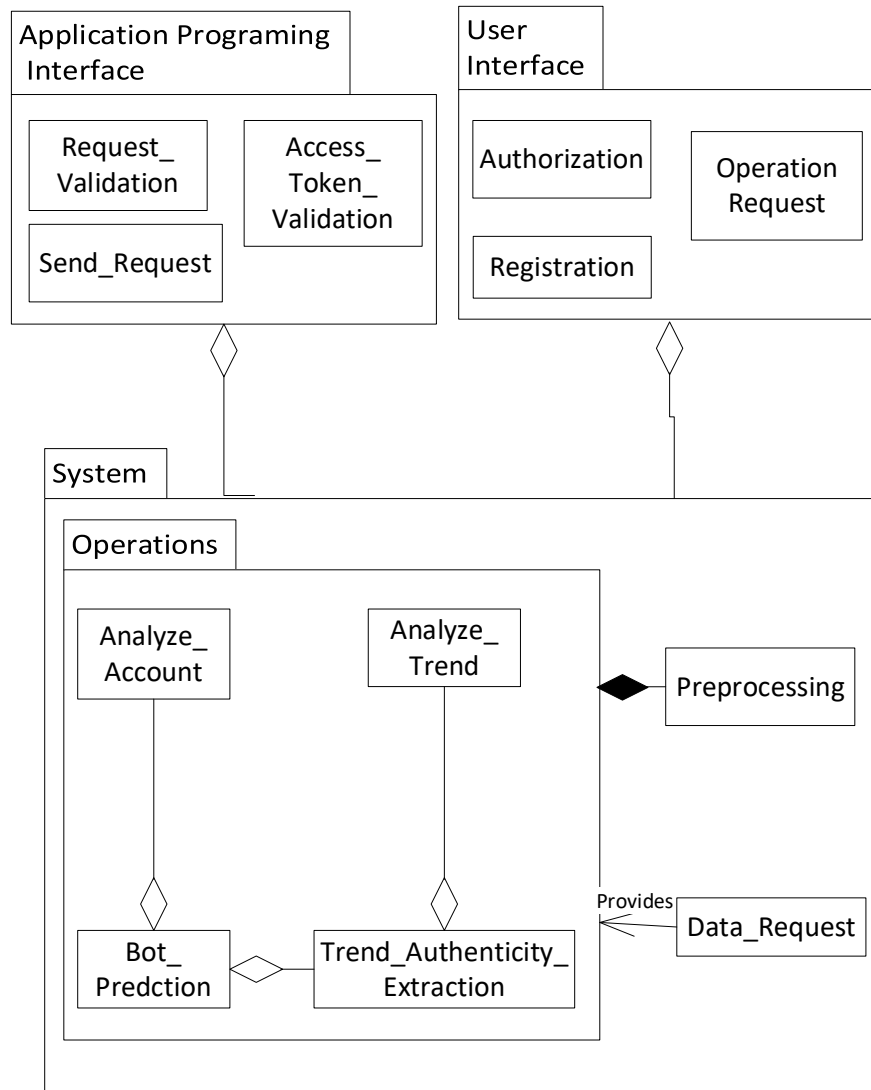 Application Programing
Interface
Request_
Validation
Access_
Token_
Validation
Send_Request
User
Interface
Authorization
Operation
Request
Registration
System
Operations
Analyze_
Account
Analyze_
Trend
Preprocessing
Provides
Data_Request
Bot_
Predction
Trend_Authenticity_
Extraction